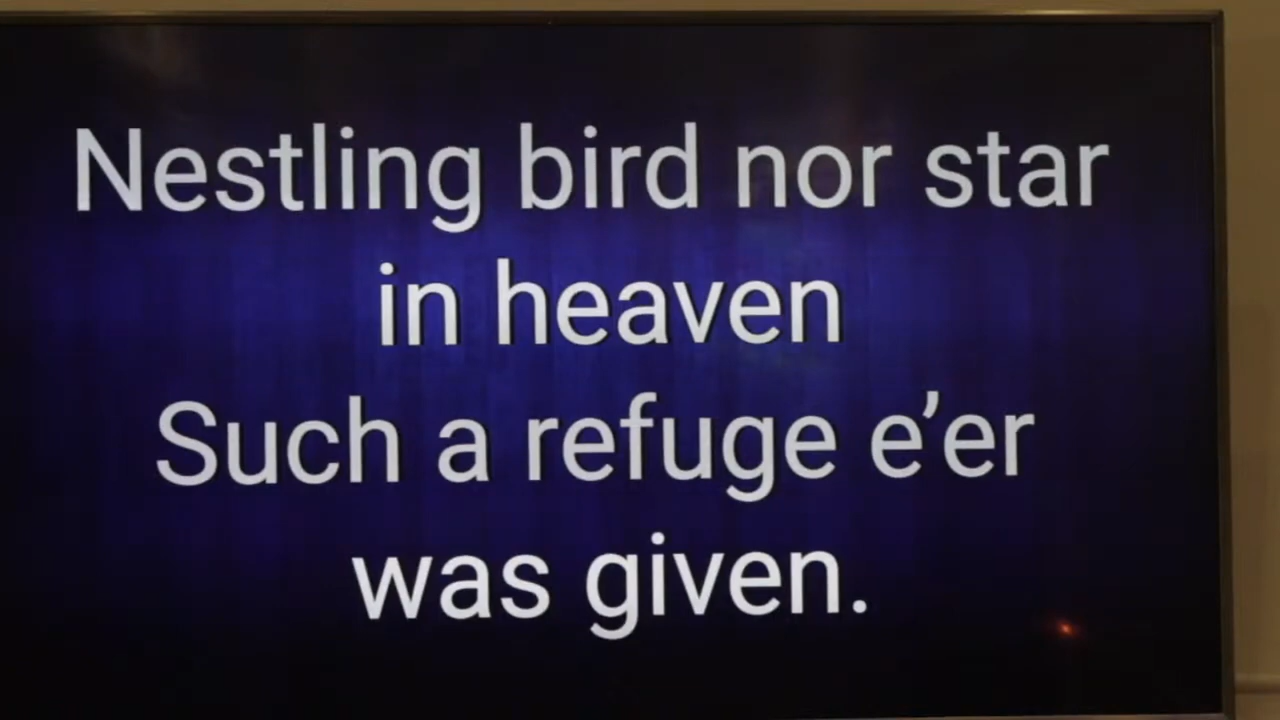 Nestling bird nor star
in heaven
Such a refuge e’er
was given.